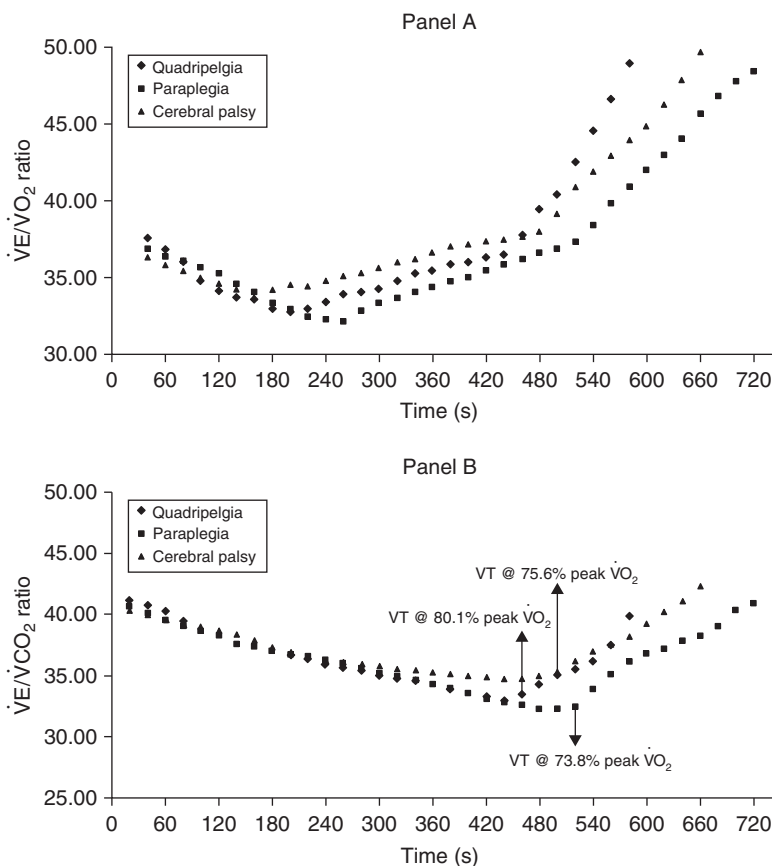 Panel A
50.00
45.00
40.00
35.00
30.00
V̇E/V̇O2 ratio
Quadripelgia
Paraplegia
Cerebral palsy
0 60 120 180 240 300 360 420 480 540 600 660 720
Time (s)
Panel B
50.00
45.00
40.00
35.00
30.00
25.00
V̇E/V̇CO2 ratio
Quadripelgia
Paraplegia
Cerebral palsy
VT @ 75.6% peak V̇O2
VT @ 80.1% peak V̇O2
VT @ 73.8% peak V̇O2
0 60 120 180 240 300 360 420 480 540 600 660 720
Time (s)